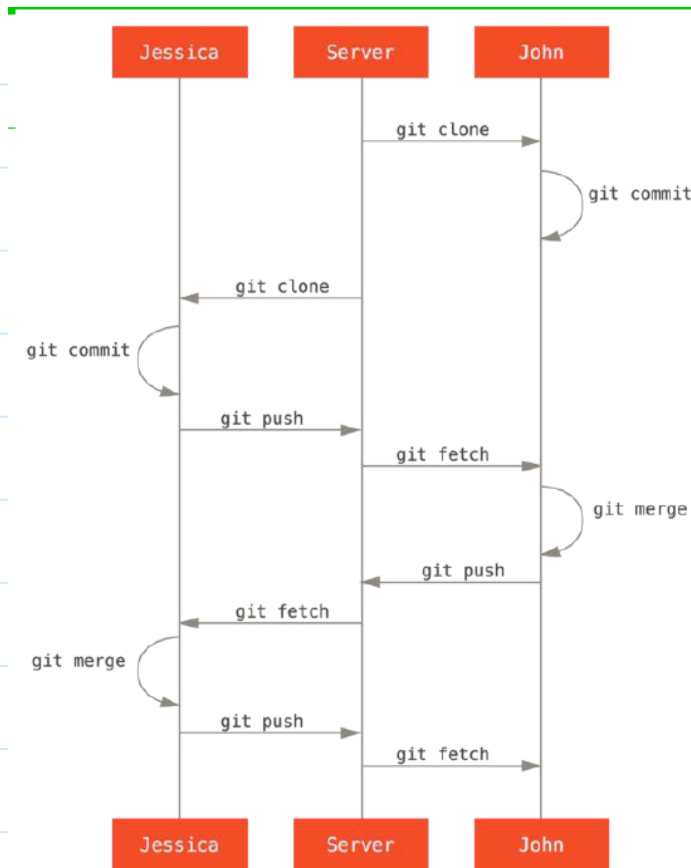 Jessica Server John
git clone
git commit
git clone
git commit
git push
git fetch
git merge
git push
git fetch
git merge
git push
git fetch
Jessica Server John